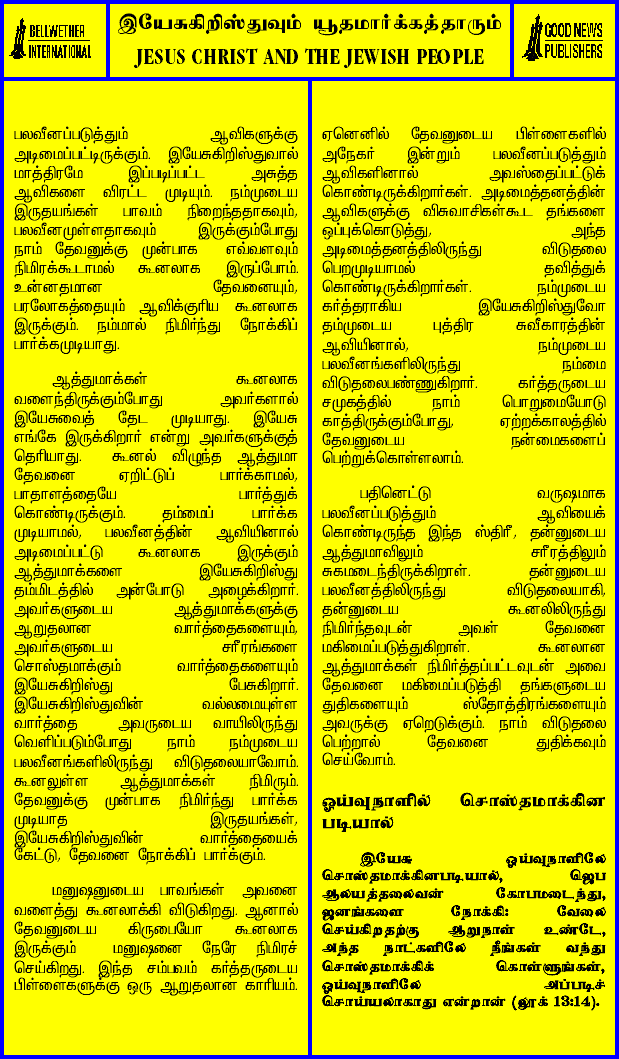 BELLWETHER
INTERNATIONAL
இயேசுகிறிஸ்துவும் யூதமார்க்கத்தாரும்
JESUS CHRIST AND THE JEWISH PEOPLE
GOOD NEWS
PUBLISHERS
பலவீனப்படுத்தும் ஆவிகளுக்கு
அடிமைப்பட்டிருக்கும். இயேசுகிறிஸ்துவால்
மாத்திரமே இப்படிப்பட்ட அசுத்த
ஆவிகளை விரட்ட முடியும். நம்முடைய
இருதயங்கள் பாவம் நிறைந்ததாகவும்,
பலவீனமுள்ளதாகவும் இருக்கும்போது
நாம் தேவனுக்கு முன்பாக எவ்வளவும்
நிமிரக்கூடாமல் கூனலாக இருப்போம்.
உன்னதமான தேவனையும்,
பரலோகத்தையும் ஆவிக்குரிய கூனலாக
இருக்கும். நம்மால் நிமிர்ந்து நோக்கிப்
பார்க்கமுடியாது.
ஆத்துமாக்கள் கூனலாக
வளைந்திருக்கும்போது அவர்களால்
இயேசுவைத் தேட முடியாது. இயேசு
எங்கே இருக்கிறார் என்று அவர்களுக்குத்
தெரியாது. கூனல் விழுந்த ஆத்துமா
தேவனை ஏறிட்டுப் பார்க்காமல்,
பாதாளத்தையே பார்த்துக்
கொண்டிருக்கும். தம்மைப் பார்க்க
முடியாமல், பலவீனத்தின் ஆவியினால்
அடிமைப்பட்டு கூனலாக இருக்கும்
ஆத்துமாக்களை இயேசுகிறிஸ்து
தம்மிடத்தில் அன்போடு அழைக்கிறார்.
அவர்களுடைய ஆத்துமாக்களுக்கு
ஆறுதலான வார்த்தைகளையும்,
அவர்களுடைய சரீரங்களை
சொஸ்தமாக்கும் வார்த்தைகளையும்
இயேசுகிறிஸ்து பேசுகிறார்.
இயேசுகிறிஸ்துவின் வல்லமையுள்ள
வார்த்தை அவருடைய வாயிலிருந்து
வெளிப்படும்போது நாம் நம்முடைய
பலவீனங்களிலிருந்து விடுதலையாவோம்.
கூனலுள்ள ஆத்துமாக்கள் நிமிரும்.
தேவனுக்கு முன்பாக நிமிர்ந்து பார்க்க
முடியாத இருதயங்கள்,
இயேசுகிறிஸ்துவின் வார்த்தையைக்
கேட்டு, தேவனை நோக்கிப் பார்க்கும்.
மனுஷனுடைய பாவங்கள் அவனை
வளைத்து கூனலாக்கி விடுகிறது. ஆனால்
தேவனுடைய கிருபையோ கூனலாக
இருக்கும் மனுஷனை நேரே நிமிரச்
செய்கிறது. இந்த சம்பவம் கர்த்தருடைய
பிள்ளைகளுக்கு ஒரு ஆறுதலான காரியம்.
ஏனெனில் தேவனுடைய பிள்ளைகளில்
அநேகர் இன்றும் பலவீனப்படுத்தும்
ஆவிகளினால் அவஸ்தைப்பட்டுக்
கொண்டிருக்கிறார்கள். அடிமைத்தனத்தின்
ஆவிகளுக்கு விசுவாசிகள்கூட தங்களை
ஒப்புக்கொடுத்து, அந்த
அடிமைத்தனத்திலிருந்து விடுதலை
பெறமுடியாமல் தவித்துக்
கொண்டிருக்கிறார்கள். நம்முடைய
கர்த்தராகிய இயேசுகிறிஸ்துவோ
தம்முடைய புத்திர சுவீகாரத்தின்
ஆவியினால், நம்முடைய
பலவீனங்களிலிருந்து நம்மை
விடுதலைபண்ணுகிறார். கர்த்தருடைய
சமுகத்தில் நாம் பொறுமையோடு
காத்திருக்கும்போது, ஏற்றக்காலத்தில்
தேவனுடைய நன்மைகளைப்
பெற்றுக்கொள்ளலாம்.
பதினெட்டு வருஷமாக
பலவீனப்படுத்தும் ஆவியைக்
கொண்டிருந்த இந்த ஸ்திரீ, தன்னுடைய
ஆத்துமாவிலும் சரீரத்திலும்
சுகமடைந்திருக்கிறாள். தன்னுடைய
பலவீனத்திலிருந்து விடுதலையாகி,
தன்னுடைய கூனலிலிருந்து
நிமிர்ந்தவுடன் அவள் தேவனை
மகிமைப்படுத்துகிறாள். கூனலான
ஆத்துமாக்கள் நிமிர்த்தப்பட்டவுடன் அவை
தேவனை மகிமைப்படுத்தி தங்களுடைய
துதிகளையும் ஸ்தோத்திரங்களையும்
அவருக்கு ஏறெடுக்கும். நாம் விடுதலை
பெற்றால் தேவனை துதிக்கவும்
செய்வோம்.
ஓய்வுநாளில் சொஸ்தமாக்கின
படியால்
இயேசு ஓய்வுநாளிலே
சொஸ்தமாக்கினபடியால், ஜெப
ஆலயத்தலைவன் கோபமடைந்து,
ஜனங்களை நோக்கி: வேலை
செய்கிறதற்கு ஆறுநாள் உண்டே,
அந்த நாட்களிலே நீங்கள் வந்து
சொஸ்தமாக்கிக் கொள்ளுங்கள்,
ஓய்வுநாளிலே அப்படிச்
செய்யலாகாது என்றான் (லூக் 13:14).